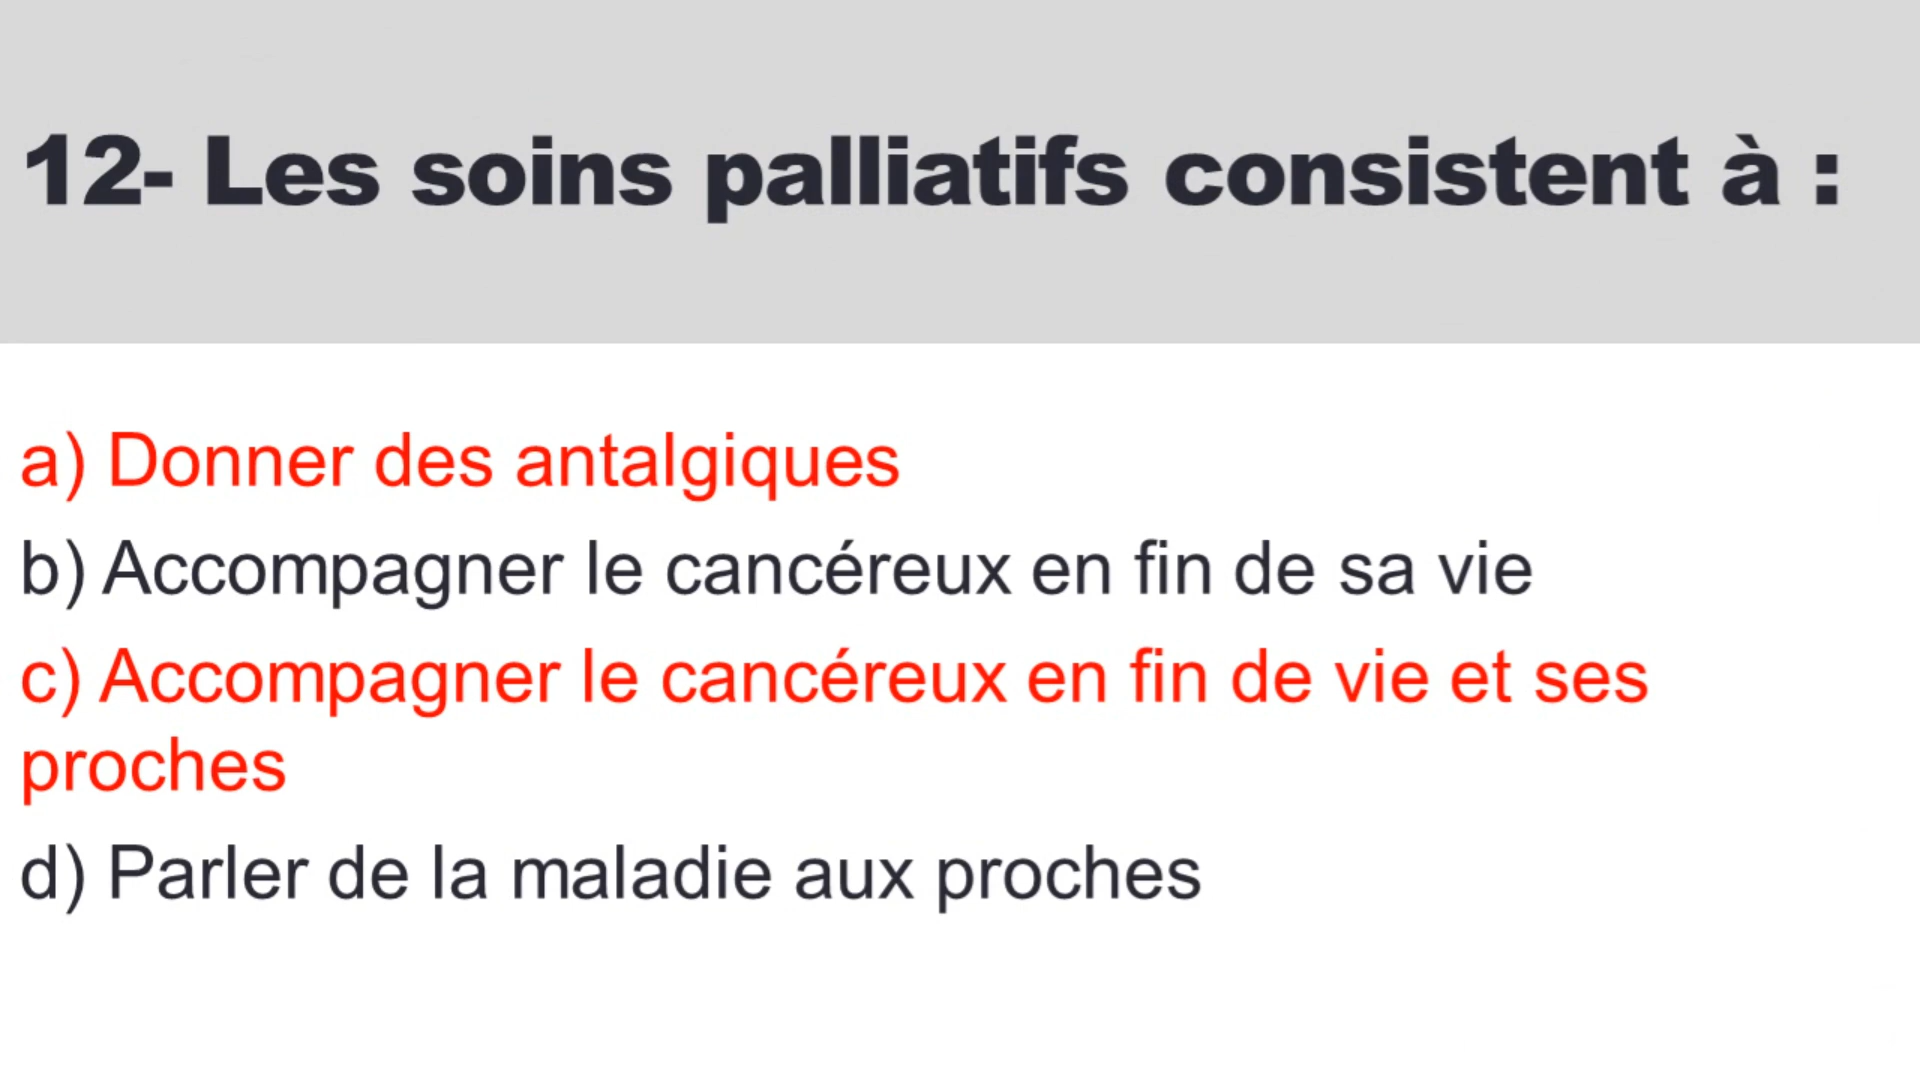 12- Les soins palliatifs consistent à :
a) Donner des antalgiques
b) Accompagner le cancéreux en fin de sa vie
c) Accompagner le cancéreux en fin de vie et ses
proches
d) Parler de la maladie aux proches